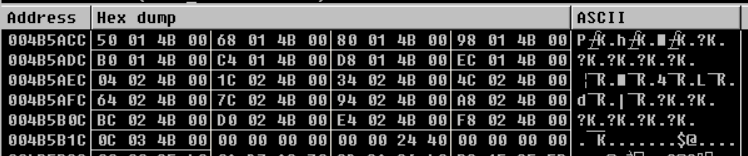 Address Hex dump ASCII
004B5ACC 50 01 4B 00 68 01 4B 00 80 01 4B 00 98 01 4B 00 P K.h K.■ K.?K.
004B5ADC B0 01 4B 00 C4 01 4B 00 D8 01 4B 00 EC 01 4B 00 ?K.?K.?K.?K.
004B5AEC 04 02 4B 00 1C 02 4B 00 34 02 4B 00 4C 02 4B 00
004B5AFC 64 02 4B 00 7C 02 4B 00 94 02 4B 00 A8 02 4B 00 d K.| K.?K.?K.
004B5B0C BC 02 4B 00 D0 02 4B 00 E4 02 4B 00 F8 02 4B 00 ?K.?K.?K.?K.
004B5B1C 0C 03 4B 00 00 00 00 00 00 00 24 40 00 00 00 00 . K.......$@....